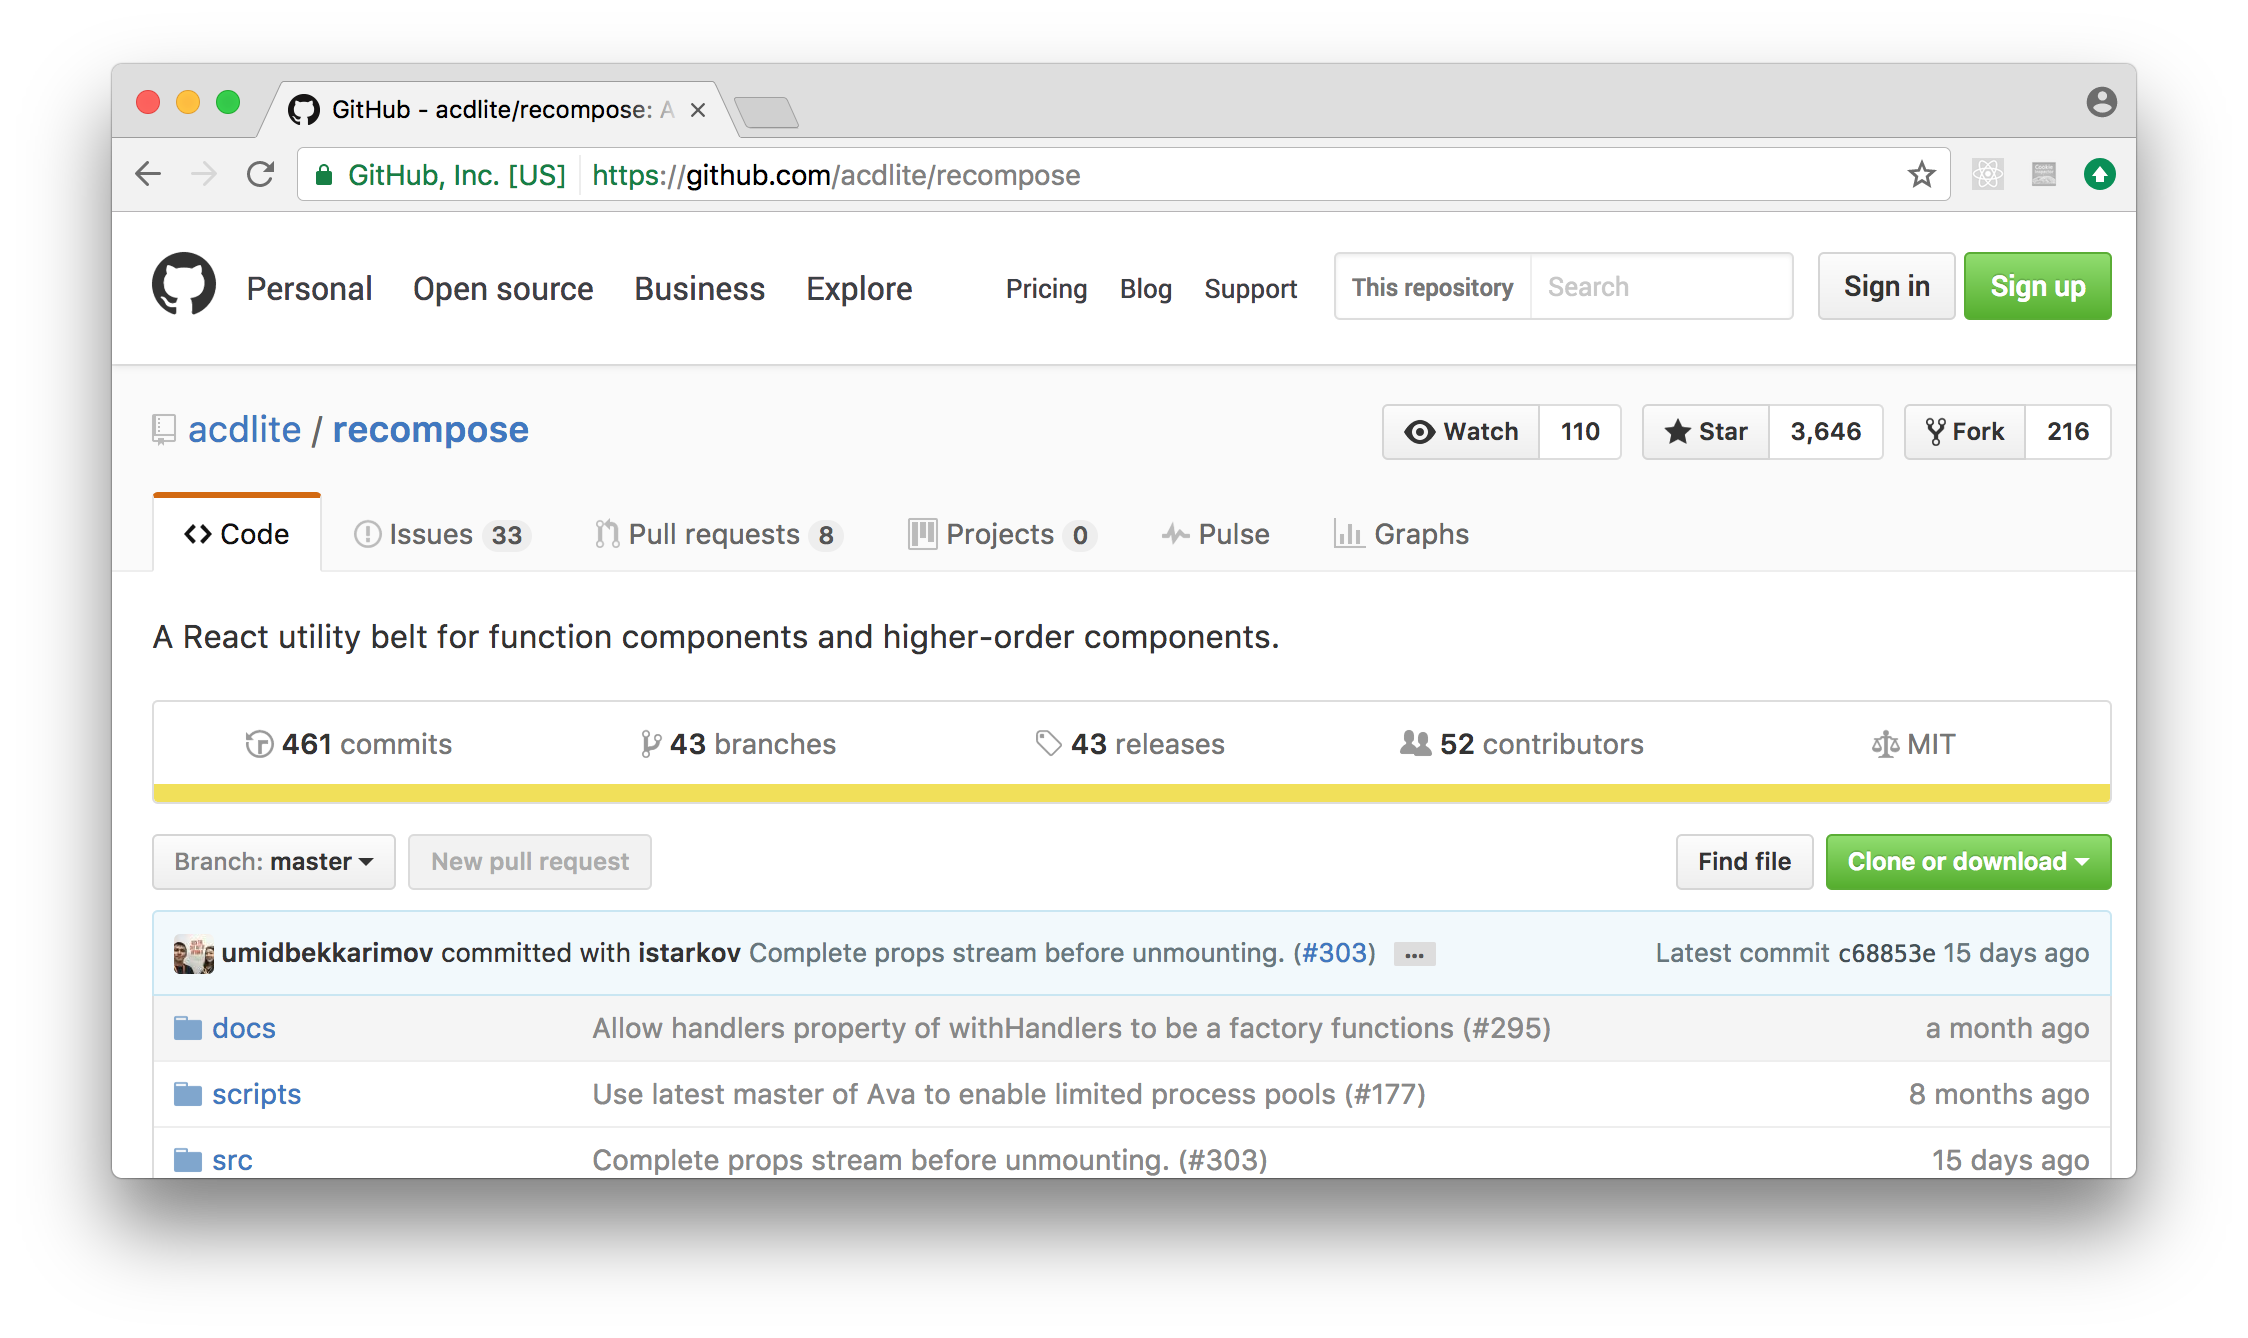 GitHub - acdlite/recompose: A
GitHub, Inc. [US] https://github.com/acdlite/recompose
Personal Open source Business Explore Pricing Blog Support This repository Search Sign in Sign up
acdlite / recompose Watch 110 Star 3,646 Fork 216
Code Issues 33 Pull requests 8 Projects 0 Pulse Graphs
A React utility belt for function components and higher-order components.
461 commits 43 branches 43 releases 52 contributors MIT
Branch: master New pull request Find file Clone or download
umidbekkarimov committed with istarkov Complete props stream before unmounting. (#303) ... Latest commit c68853e 15 days ago
docs Allow handlers property of withHandlers to be a factory functions (#295) a month ago
scripts Use latest master of Ava to enable limited process pools (#177) 8 months ago
src Complete props stream before unmounting. (#303) 15 days ago